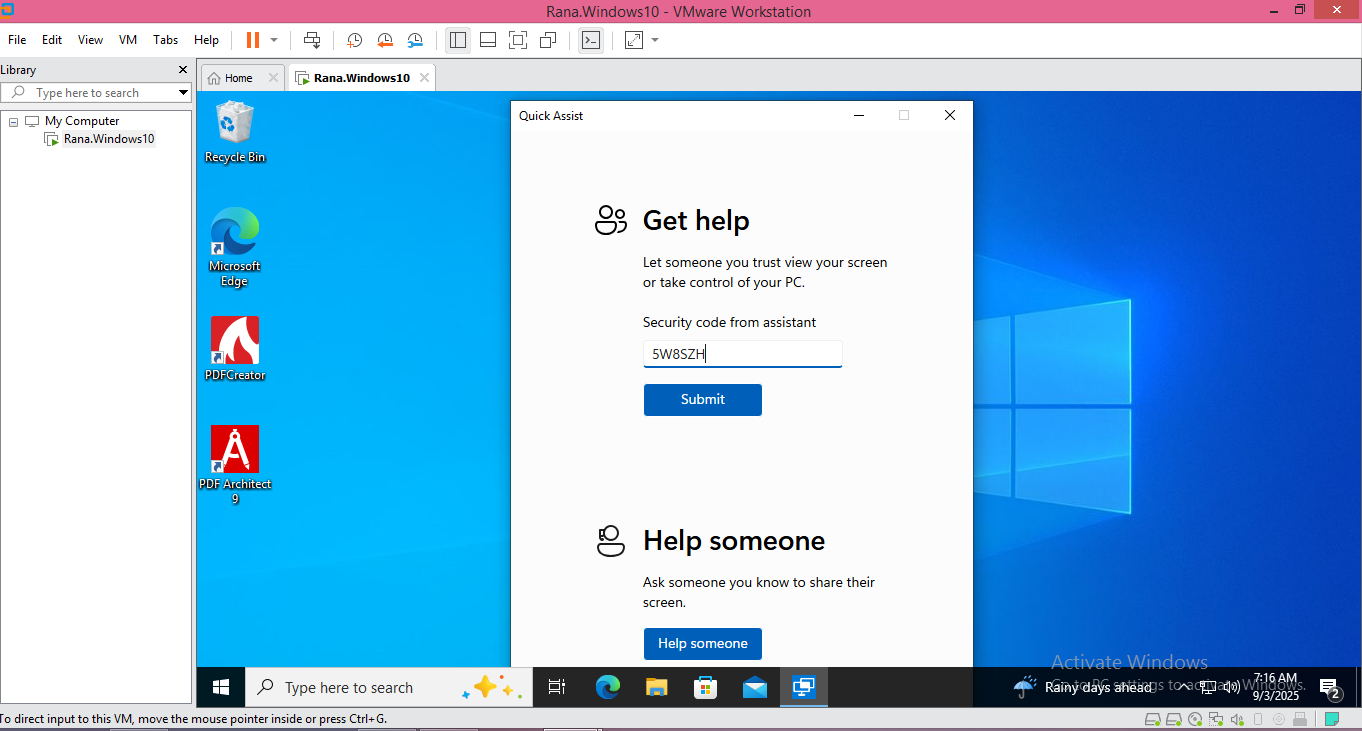 Rana.Windows10 - VMware Workstation
File Edit View VM Tabs Help
Library
Type here to search
My Computer
Rana.Windows10
Home
Rana.Windows10
Recycle Bin
Microsoft
Edge
PDFCreator
PDF Architect
9
Quick Assist
Get help
Let someone you trust view your screen
or take control of your PC.
Security code from assistant
5W8SZH
Submit
Help someone
Ask someone you know to share their
screen.
Help someone
Activate Windows
Go to PC settings to activate Windows.
Type here to search
Rainy days ahead
7:16 AM
9/3/2025
2
To direct input to this VM, move the mouse pointer inside or press Ctrl+G.